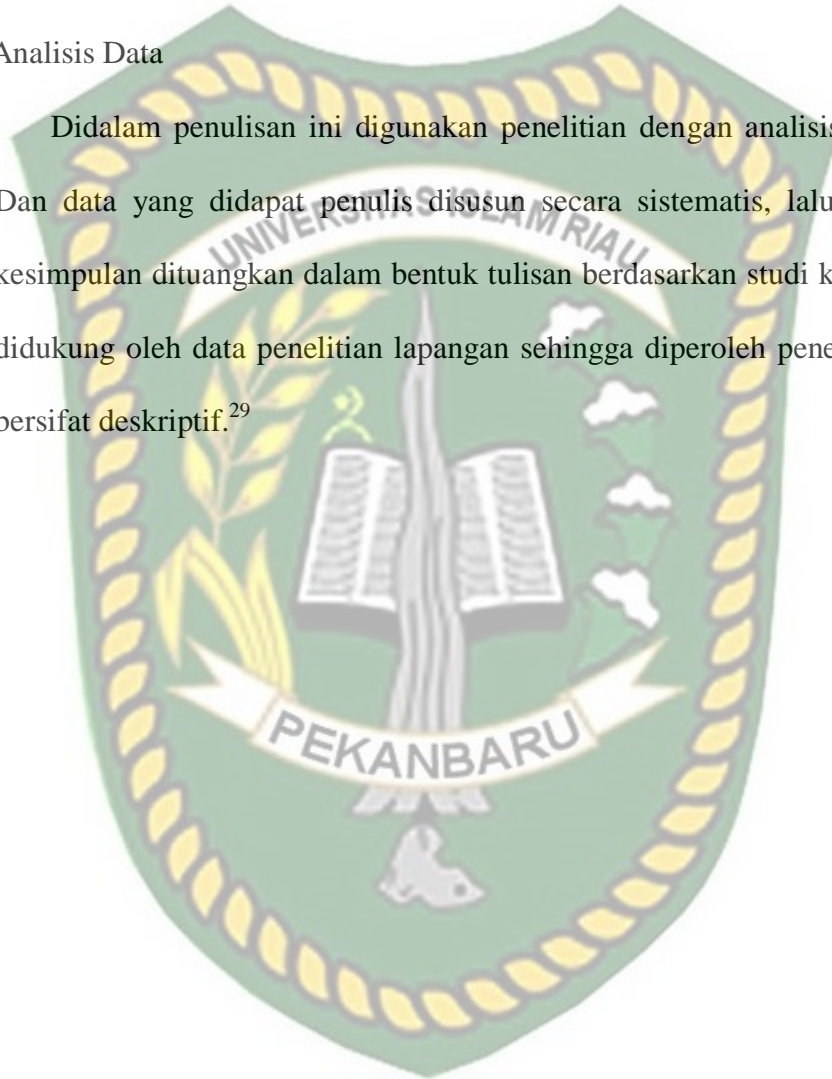 Analisis Data
Didalam penulisan ini digunakan penelitian dengan analisis
Dan data yang didapat penulis disusun secara sistematis, lalu
UNIVERSITAS ISLAM RIAU
kesimpulan dituangkan dalam bentuk tulisan berdasarkan studi k
didukung oleh data penelitian lapangan sehingga diperoleh pene
bersifat deskriptif.²⁹
PEKANBARU